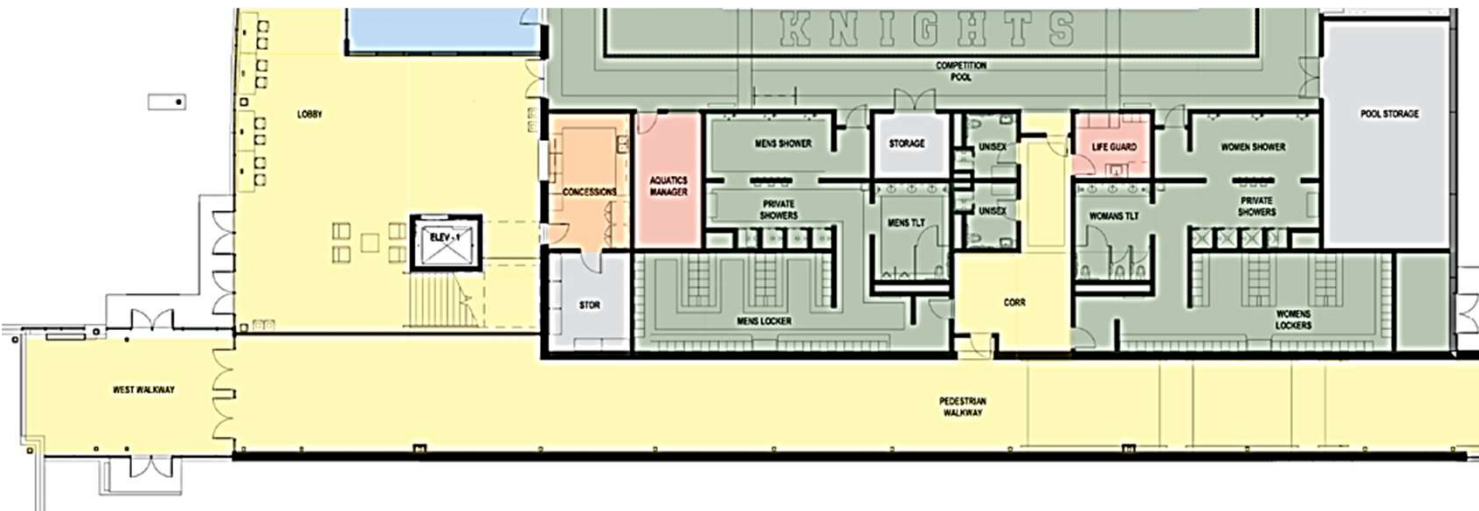 KNIGHTS
COMPETITION
POOL
LOBBY
POOL STORAGE
MENS SHOWER
STORAGE
UNISEX
LIFE GUARD
WOMEN SHOWER
CONCESSIONS
AQUATICS
MANAGER
PRIVATE
SHOWERS
MENS TLT
UNISEX
WOMANS TLT
PRIVATE
SHOWERS
ELEV - 1
STOR
MENS LOCKER
CORR
WOMENS
LOCKERS
WEST WALKWAY
PEDESTRIAN
WALKWAY